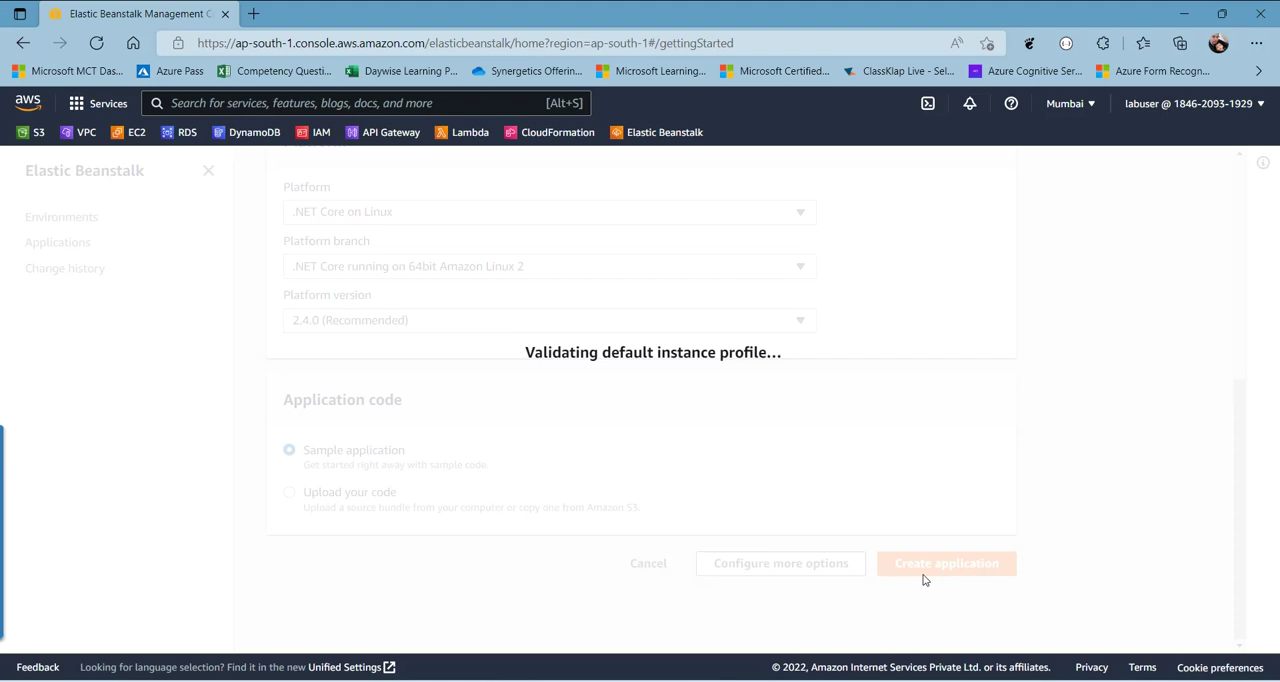 Elastic Beanstalk Management C
https://ap-south-1.console.aws.amazon.com/elasticbeanstalk/home?region=ap-south-1#/gettingStarted
Microsoft MCT Das... Azure Pass Competency Questi... Daywise Learning P... Synergetics Offerin... Microsoft Learning... Microsoft Certified... ClassKlap Live - Sel... Azure Cognitive Ser... Azure Form Recogn...
aws Services Search for services, features, blogs, docs, and more [Alt+S] Mumbai labuser @ 1846-2093-1929
S3 VPC EC2 RDS DynamoDB IAM API Gateway Lambda CloudFormation Elastic Beanstalk
Elastic Beanstalk
Environments
Applications
Change history
Platform
.NET Core on Linux
Platform branch
.NET Core running on 64bit Amazon Linux 2
Platform version
2.4.0 (Recommended)
Validating default instance profile...
Application code
Sample application
Get started right away with sample code.
Upload your code
Upload a source bundle from your computer or copy one from Amazon S3.
Cancel Configure more options Create application
Feedback Looking for language selection? Find it in the new Unified Settings © 2022, Amazon Internet Services Private Ltd. or its affiliates. Privacy Terms Cookie preferences